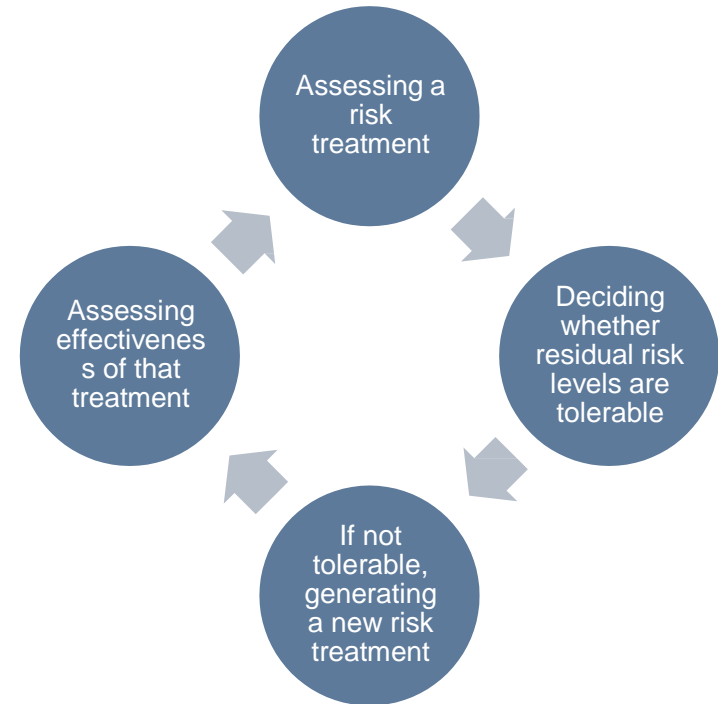 Assessing a
risk
treatment
Deciding
whether
residual risk
levels are
tolerable
If not
tolerable,
generating
a new risk
treatment
Assessing
effectivenes
s of that
treatment